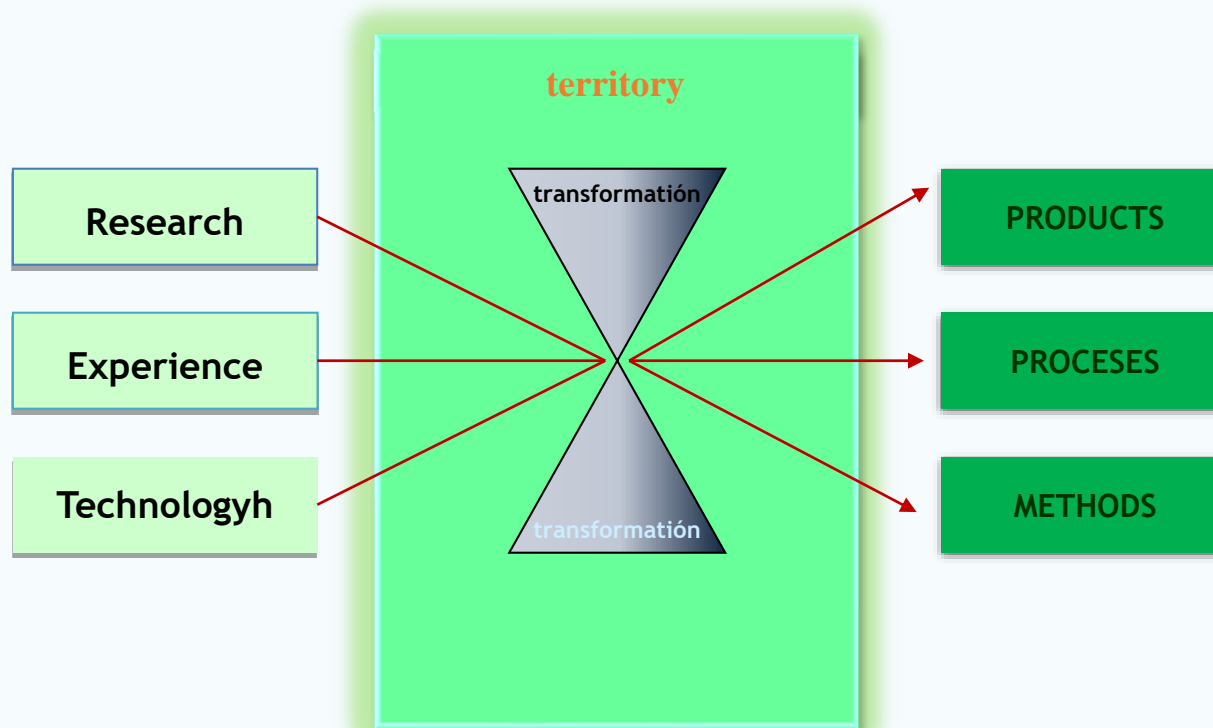 territory
transformatión
Research
PRODUCTS
Experience
PROCESES
Technologyh
METHODS
transformatión